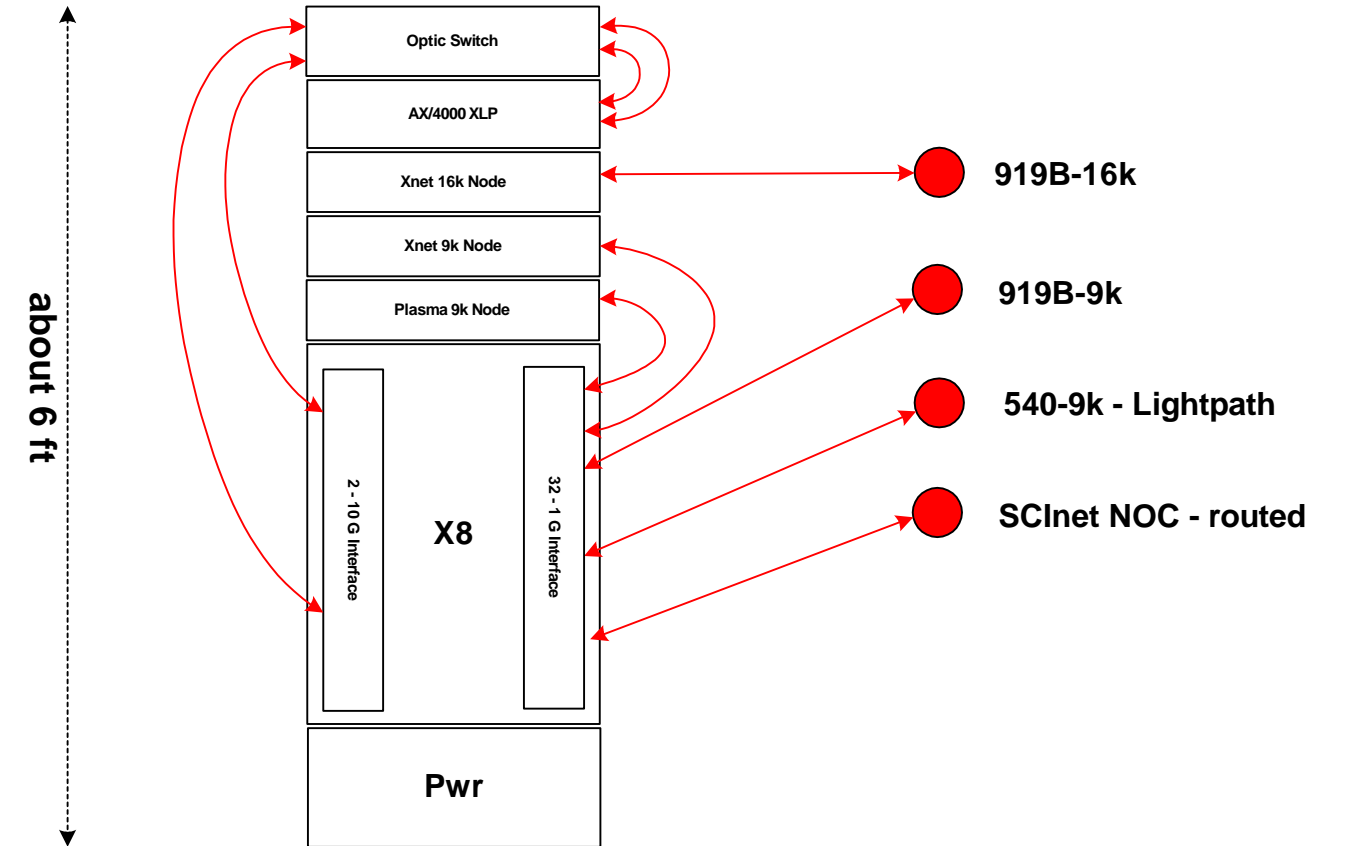 Optic Switch
AX/4000 XLP
Xnet 16k Node
919B-16k
Xnet 9k Node
919B-9k
Plasma 9k Node
about 6 ft
540-9k - Lightpath
2 - 10 G Interface
X8
32 - 1 G Interface
SCInet NOC - routed
Pwr